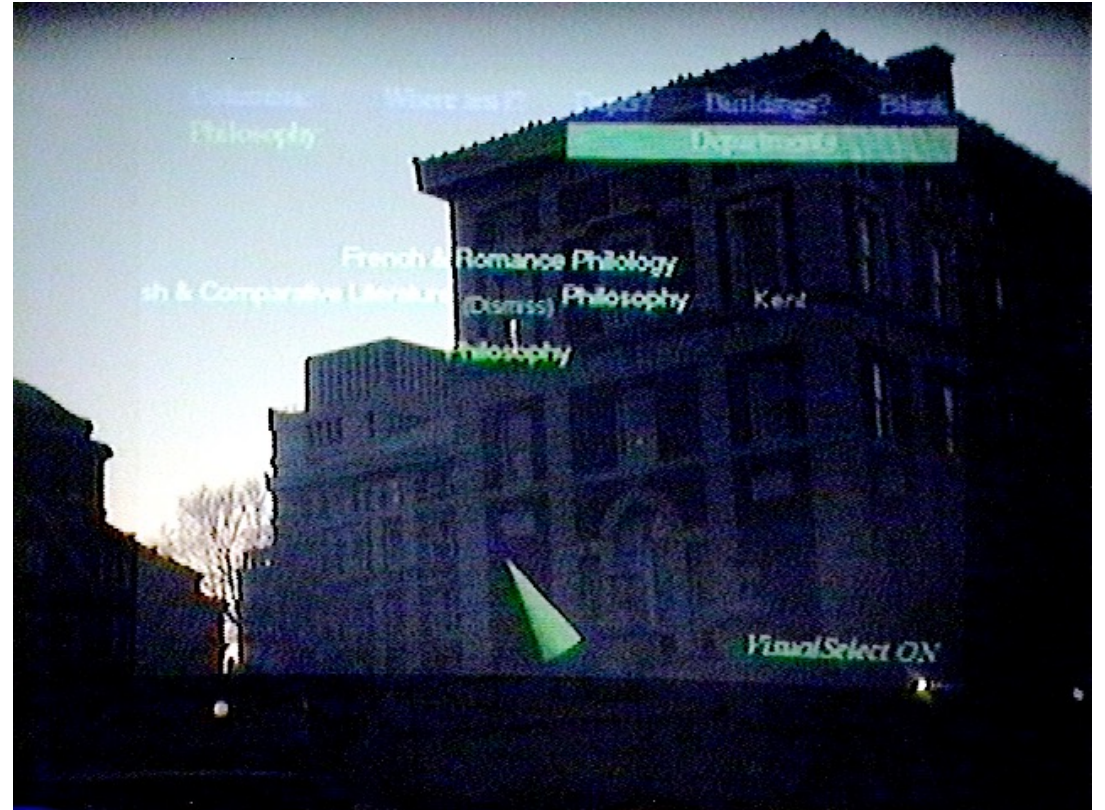 Columbia: Where am I? Depts? Buildings? Blank
Philosophy
Departments
French & Romance Philology
sh & Comparative Literature (Dismiss) Philosophy Kent
Philosophy
VisualSelect ON